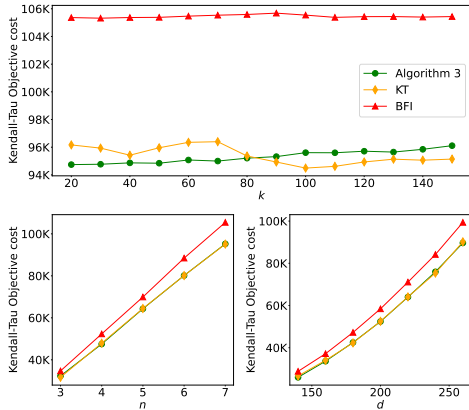 106K
104K
102K
100K
98K
96K
94K
Kendall-Tau Objective cost
Algorithm 3
KT
BFI
20 40 60 80 100 120 140
k
100K
80K
60K
40K
Kendall-Tau Objective cost
3 4 5 6 7
n
100K
80K
60K
40K
Kendall-Tau Objective cost
150 200 250
d